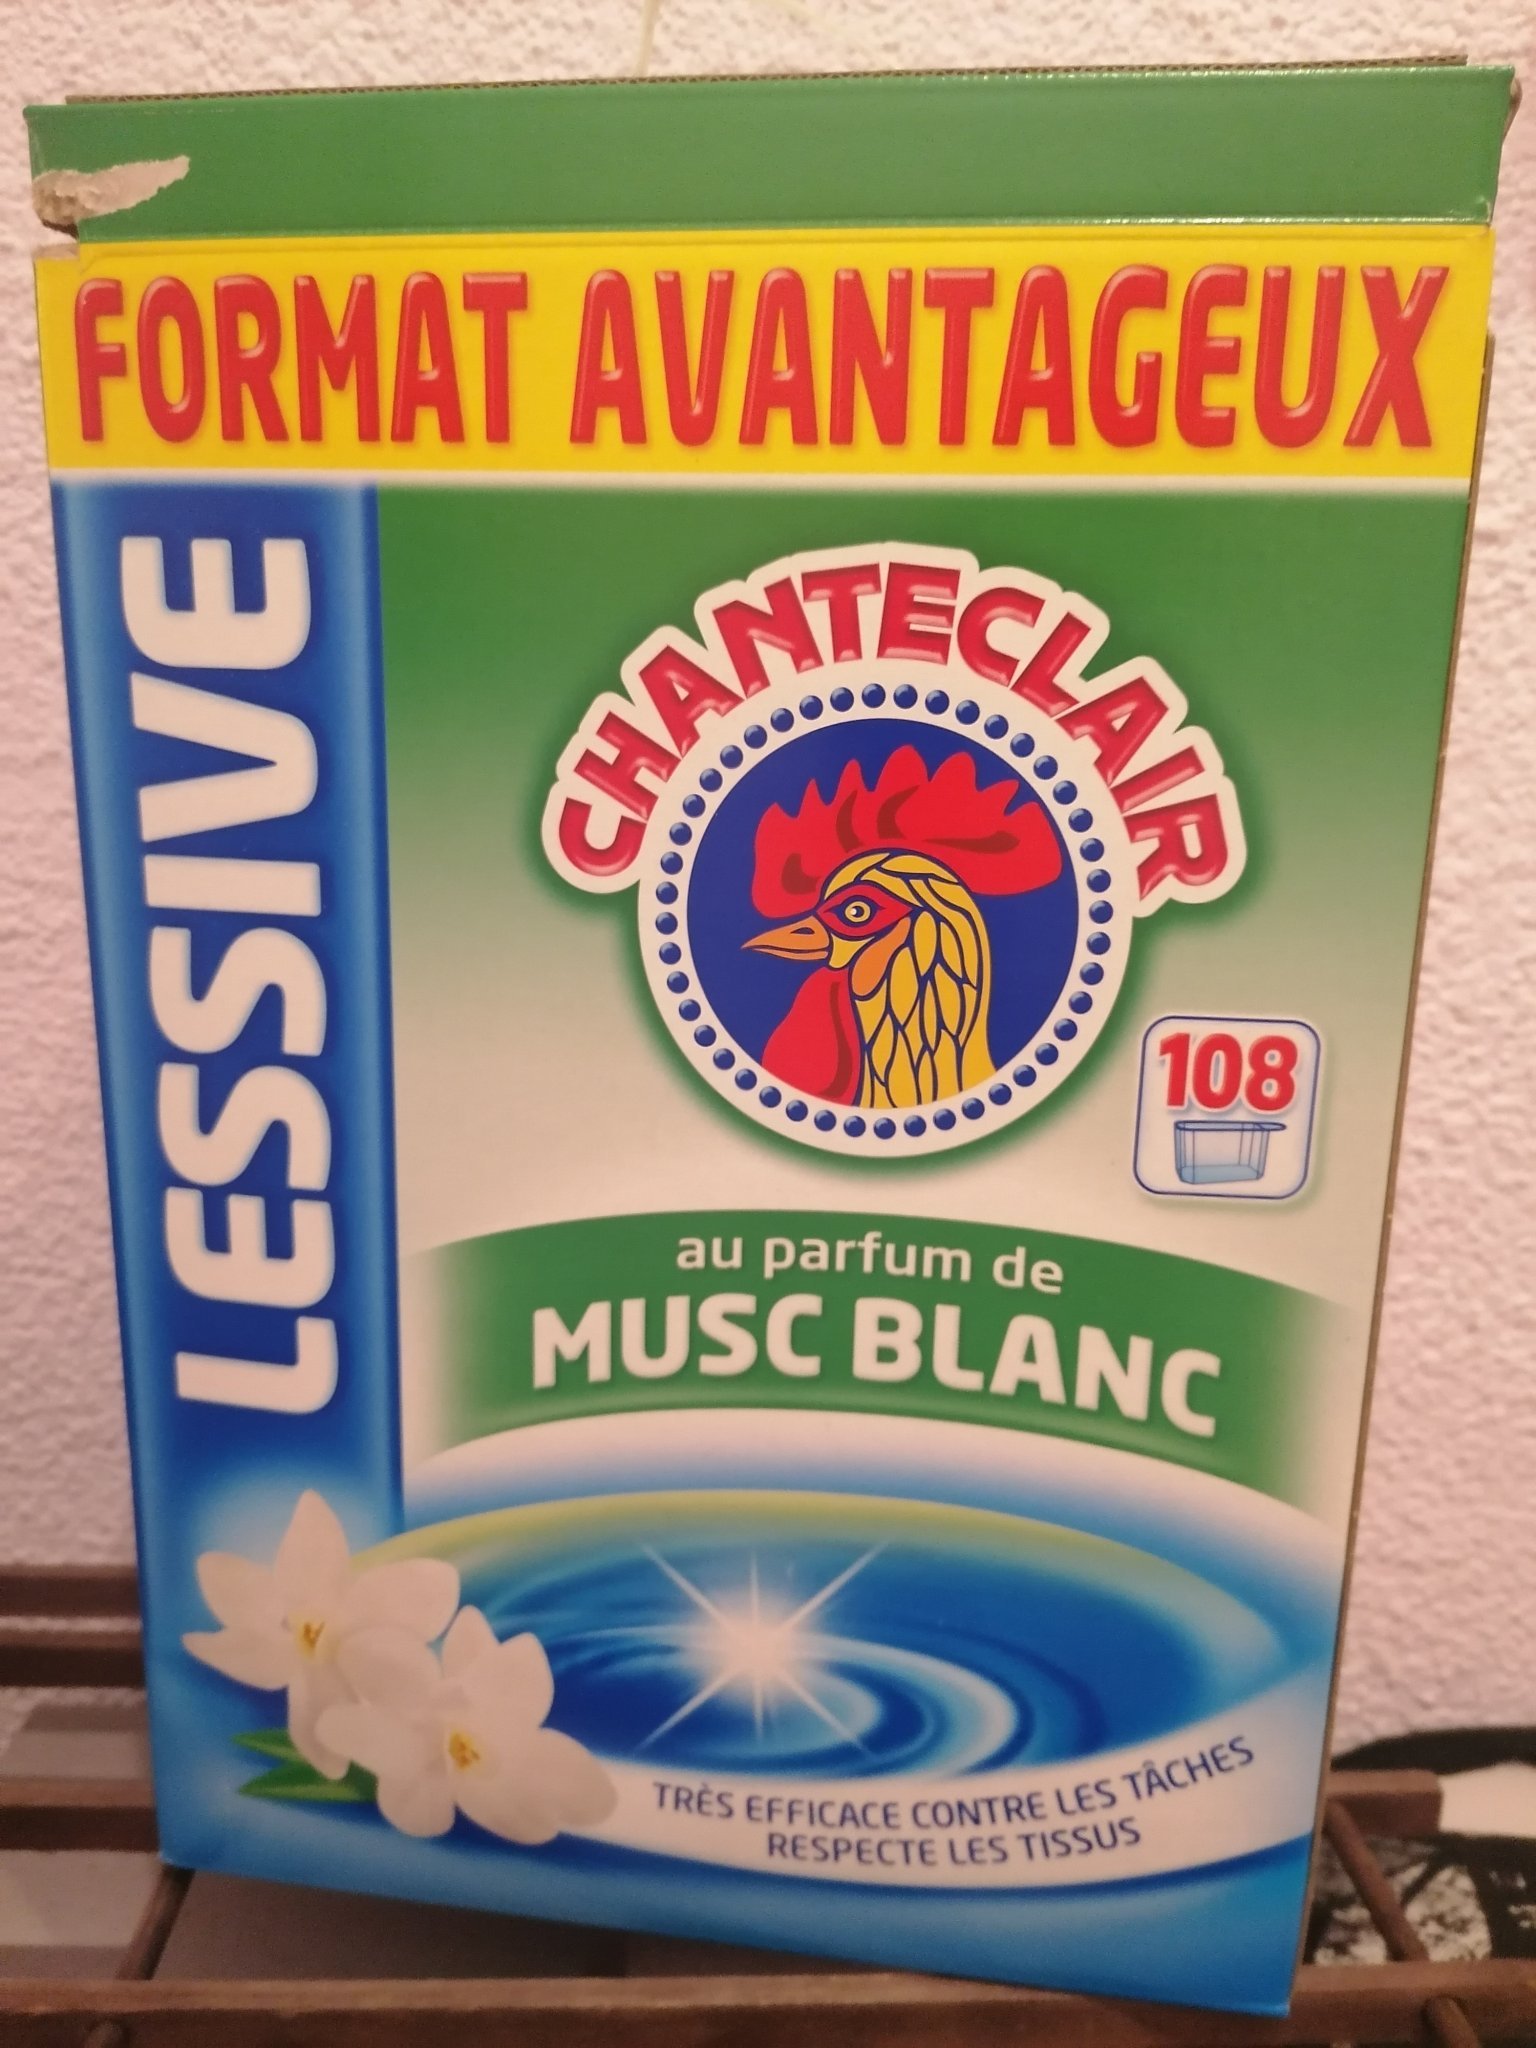 FORMAT AVANTAGEUX
LESSIVE
CHANTECLAIR
108
au parfum de
MUSC BLANC
TRÈS EFFICACE CONTRE LES TÂCHES
RESPECTE LES TISSUS